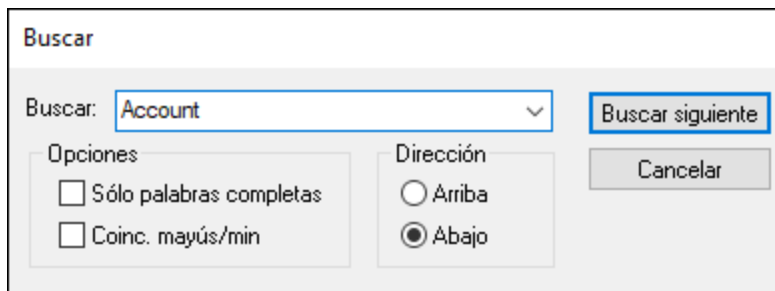 Buscar
Buscar: Account
Buscar siguiente
Opciones
Dirección
Cancelar
Sólo palabras completas
Arriba
Coinc. mayús/min
Abajo